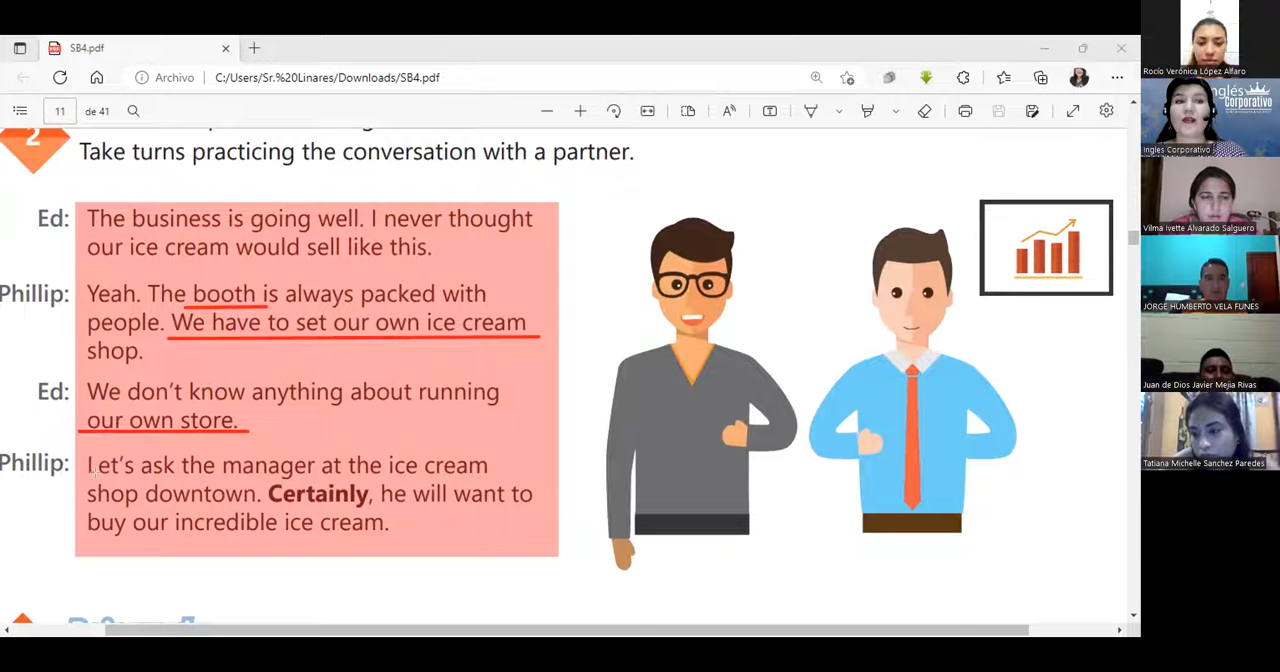 SB4.pdf
Archivo
C:/Users/Sr.%20Linares/Downloads/SB4.pdf
11
de 41
2
Take turns practicing the conversation with a partner.
Ed: The business is going well. I never thought
our ice cream would sell like this.
Phillip: Yeah. The booth is always packed with
people. We have to set our own ice cream
shop.
Ed: We don't know anything about running
our own store.
Phillip: Let's ask the manager at the ice cream
shop downtown. Certainly, he will want to
buy our incredible ice cream.
Rocío Verónica López Alfaro
Inglés
Corporativo
Ingles Corporativo
Vilma Ivette Alvarado Salguero
JORGE HUMBERTO VELA FUNES
Juan de Dios Javier Mejia Rivas
Tatiana Michelle Sanchez Paredes